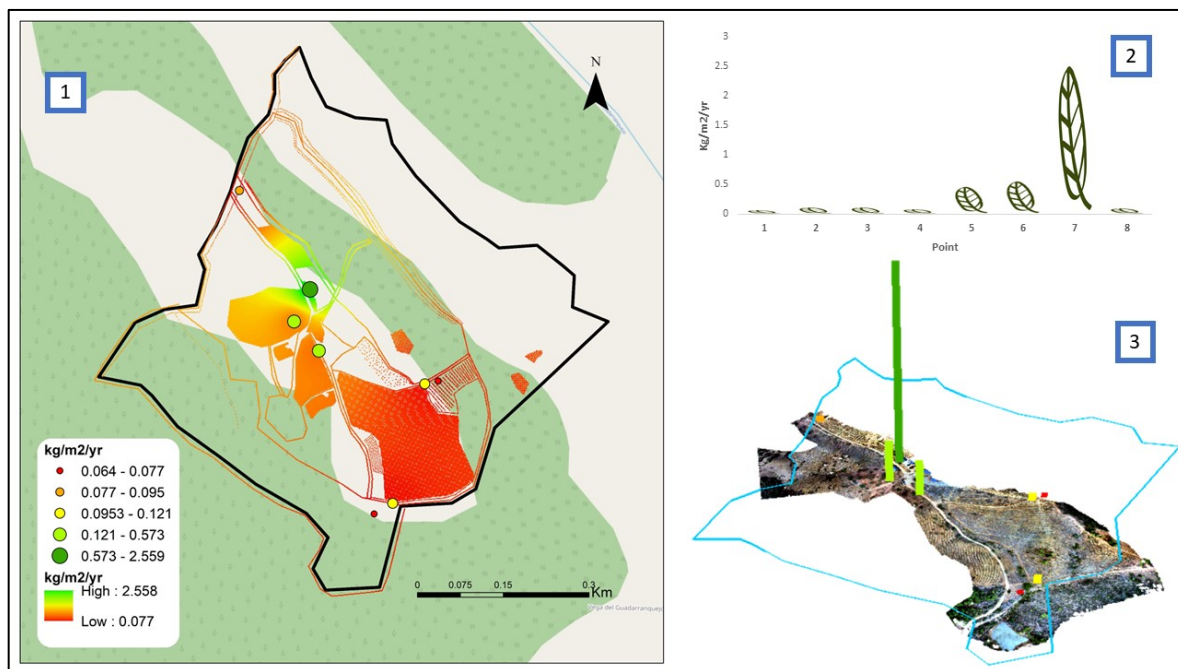 1
N
kg/m2/yr
0.064 - 0.077
0.077 - 0.095
0.0953 - 0.121
0.121 - 0.573
0.573 - 2.559
kg/m2/yr
High : 2.558
Low : 0.077
0 0.075 0.15 0.3
Km
Vega del Guadarranquejo
2
Kg/m2/yr
3
2.5
2
1.5
1
0.5
0
1 2 3 4 5 6 7 8
Point
3